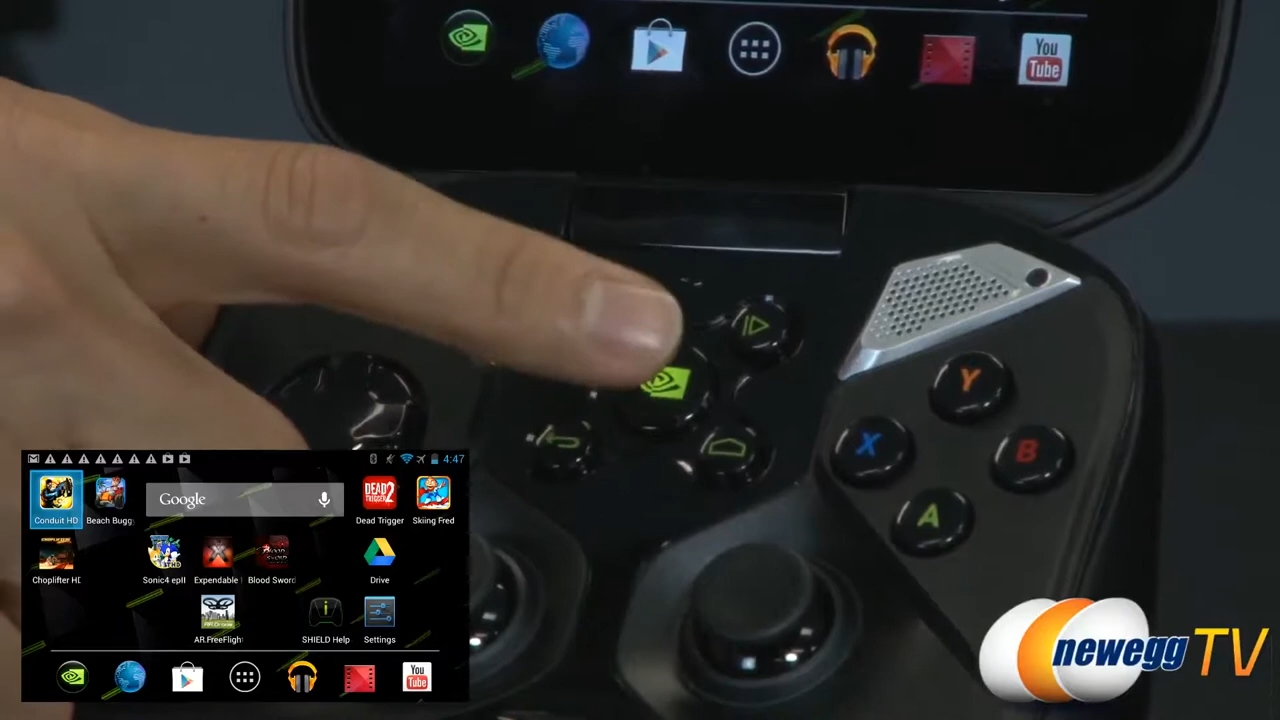 You
Tube
Y
X
B
A
4:47
Google
DEAD
TRIGGER
2
Conduit HD
Beach Bugg
Dead Trigger
Skiing Fred
Choplifter HD
Sonic4 epII
Expendable
Blood Sword
Drive
AR.FreeFlight
SHIELD Help
Settings
You
Tube
newegg TV